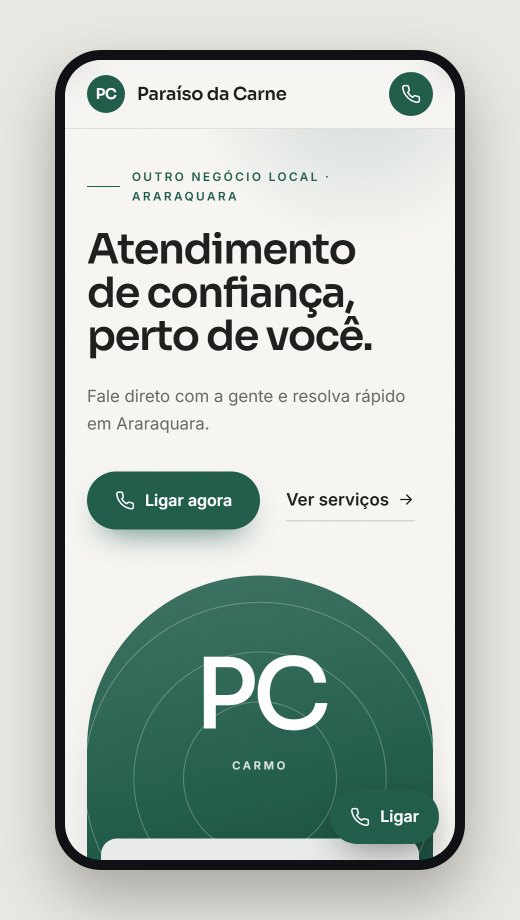 PC
Paraíso da Carne
OUTRO NEGÓCIO LOCAL ·
ARARAQUARA
Atendimento
de confiança,
perto de você.
Fale direto com a gente e resolva rápido
em Araraquara.
Ligar agora
Ver serviços →
PC
CARMO
Ligar